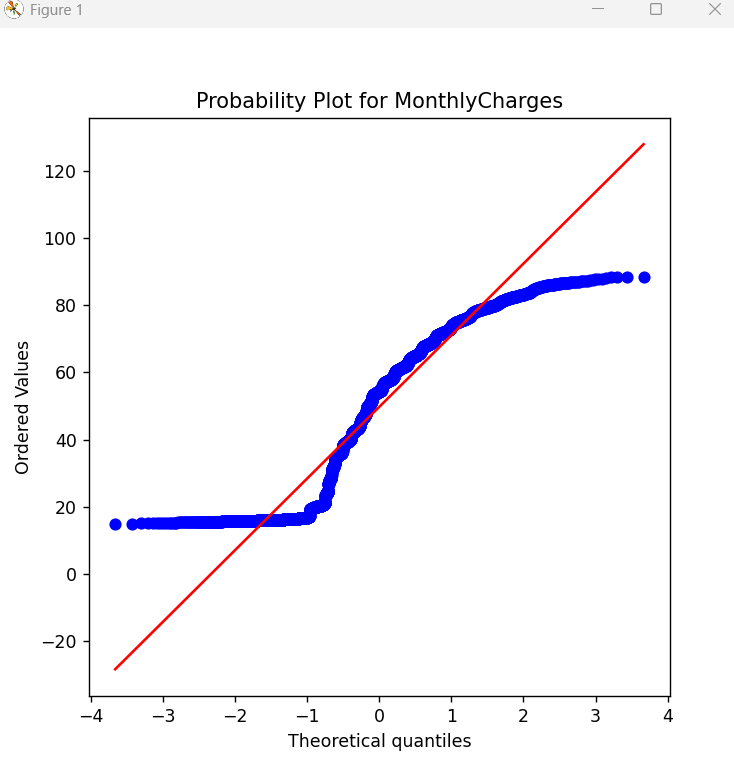 Figure 1
Probability Plot for MonthlyCharges
120
100
80
60
40
20
0
−20
Ordered Values
−4 −3 −2 −1 0 1 2 3 4
Theoretical quantiles